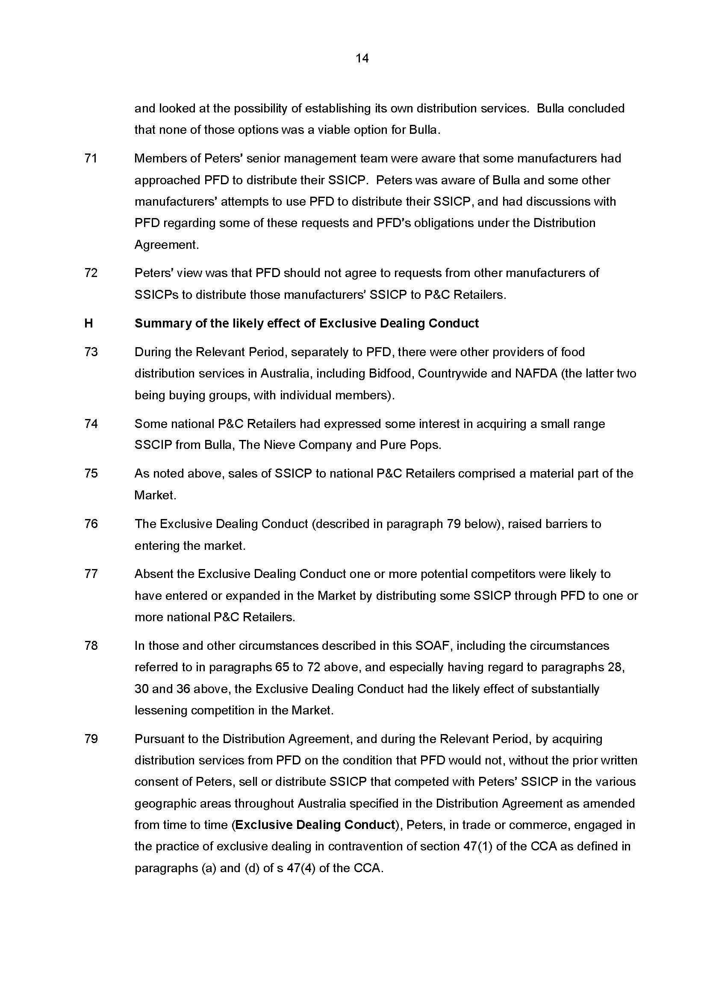 14
and looked at the possibility of establishing its own distribution services.  Bulla concluded
that none of those options was a viable option for Bulla.
71 Members of Peters’ senior management team were aware that some manufacturers had
approached PFD to distribute their SSICP.  Peters was aware of Bulla and some other
manufacturers’ attempts to use PFD to distribute their SSICP, and had discussions with
PFD regarding some of these requests and PFD’s obligations under the Distribution
Agreement.
72 Peters’ view was that PFD should not agree to requests from other manufacturers of
SSICPs to distribute those manufacturers’ SSICP to P&C Retailers.
H Summary of the likely effect of Exclusive Dealing Conduct
73 During the Relevant Period, separately to PFD, there were other providers of food
distribution services in Australia, including Bidfood, Countrywide and NAFDA (the latter two
being buying groups, with individual members).
74 Some national P&C Retailers had expressed some interest in acquiring a small range
SSCIP from Bulla, The Nieve Company and Pure Pops.
75 As noted above, sales of SSICP to national P&C Retailers comprised a material part of the
Market.
76 The Exclusive Dealing Conduct (described in paragraph 79 below), raised barriers to
entering the market.
77 Absent the Exclusive Dealing Conduct one or more potential competitors were likely to
have entered or expanded in the Market by distributing some SSICP through PFD to one or
more national P&C Retailers.
78 In those and other circumstances described in this SOAF, including the circumstances
referred to in paragraphs 65 to 72 above, and especially having regard to paragraphs 28,
30 and 36 above, the Exclusive Dealing Conduct had the likely effect of substantially
lessening competition in the Market.
79 Pursuant to the Distribution Agreement, and during the Relevant Period, by acquiring
distribution services from PFD on the condition that PFD would not, without the prior written
consent of Peters, sell or distribute SSICP that competed with Peters’ SSICP in the various
geographic areas throughout Australia specified in the Distribution Agreement as amended
from time to time (Exclusive Dealing Conduct), Peters, in trade or commerce, engaged in
the practice of exclusive dealing in contravention of section 47(1) of the CCA as defined in
paragraphs (a) and (d) of s 47(4) of the CCA.